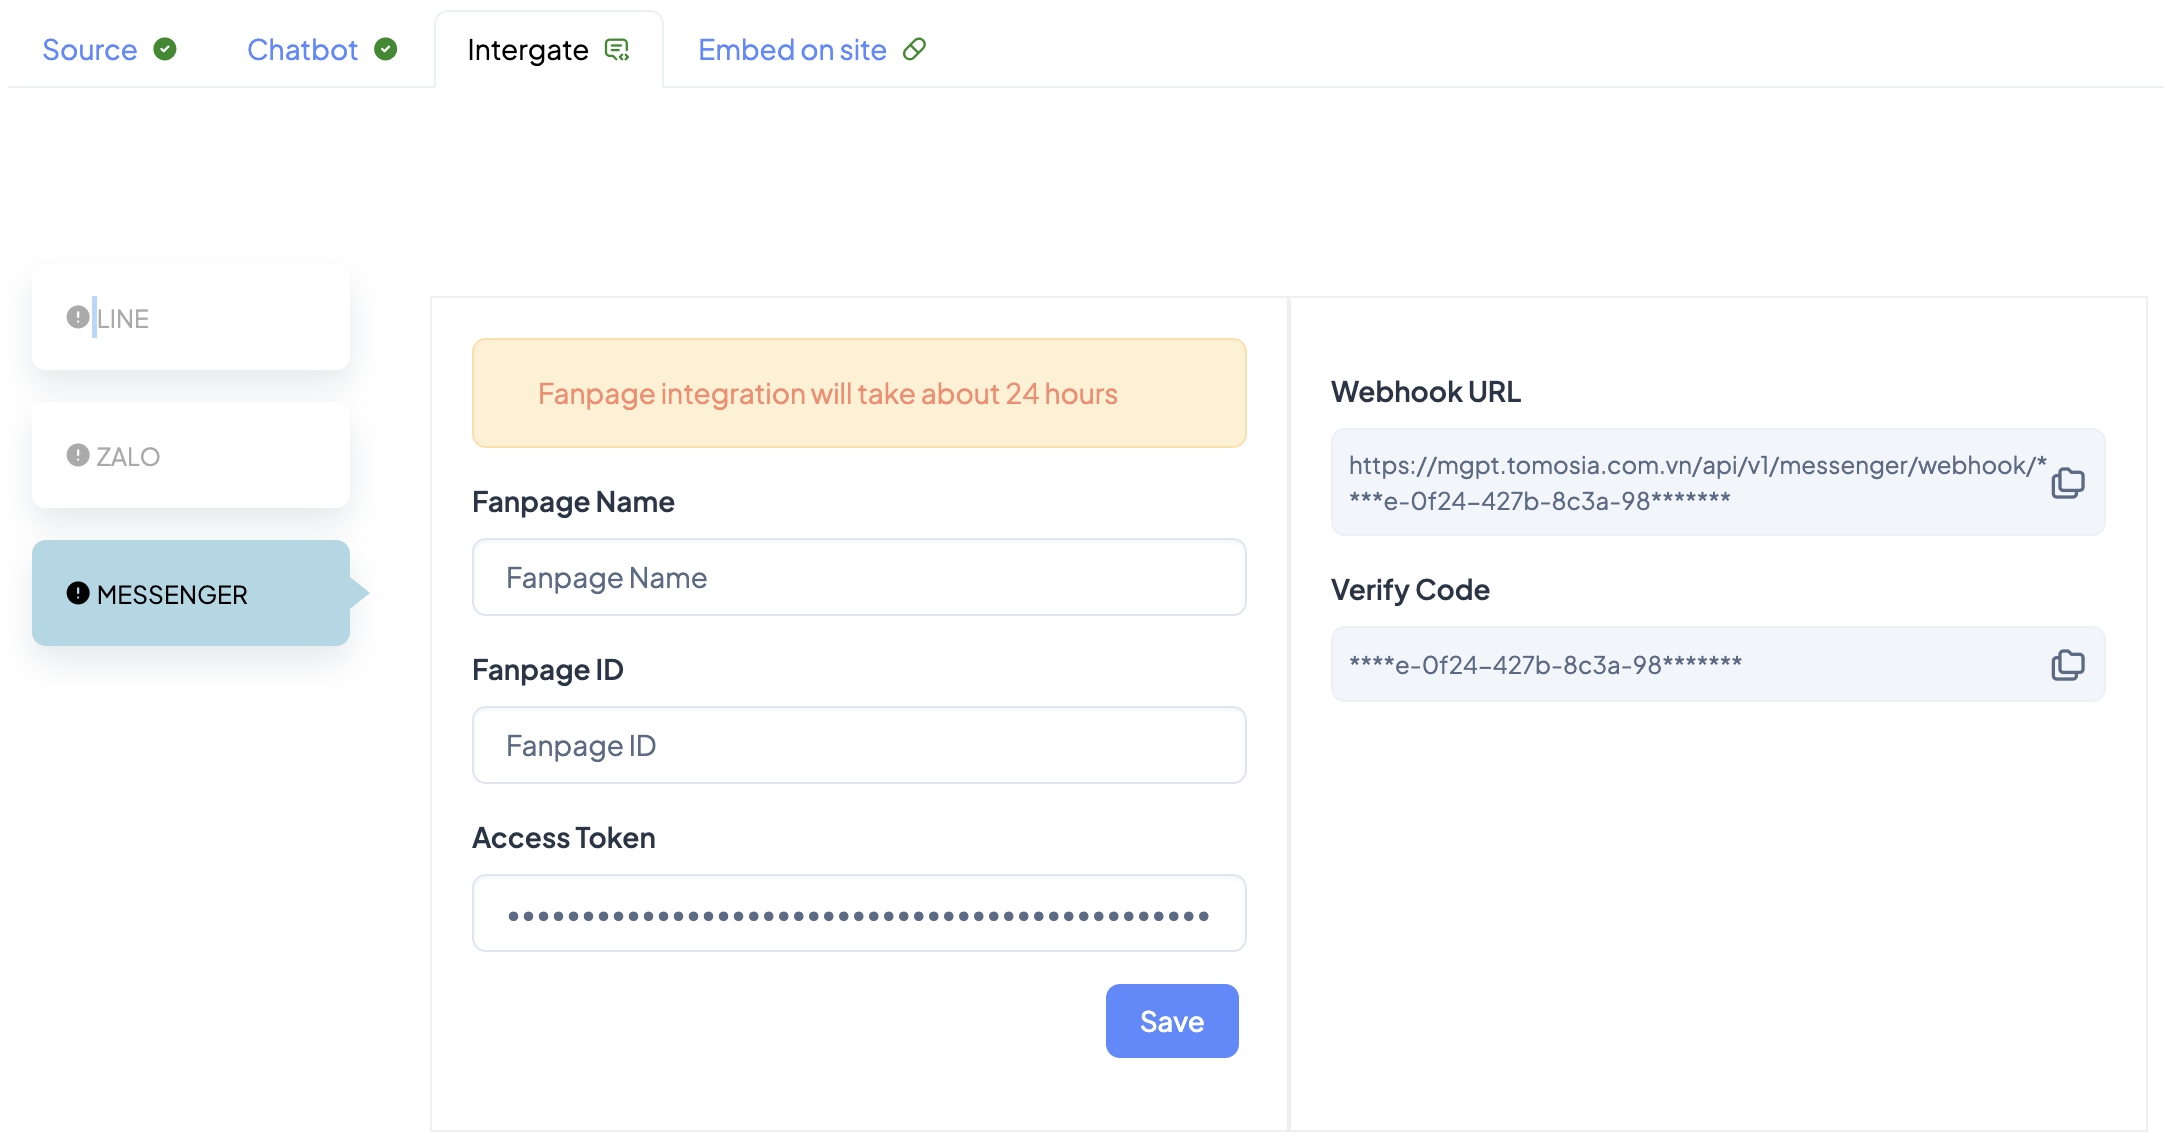 Source
Chatbot
Intergate
Embed on site
LINE
ZALO
MESSENGER
Fanpage integration will take about 24 hours
Fanpage Name
Fanpage Name
Fanpage ID
Fanpage ID
Access Token
•••••••••••••••••••••••••••••••••••••••••••••••
Save
Webhook URL
https://mgpt.tomosia.com.vn/api/v1/messenger/webhook/*
***e-0f24-427b-8c3a-98*******
Verify Code
****e-0f24-427b-8c3a-98*******